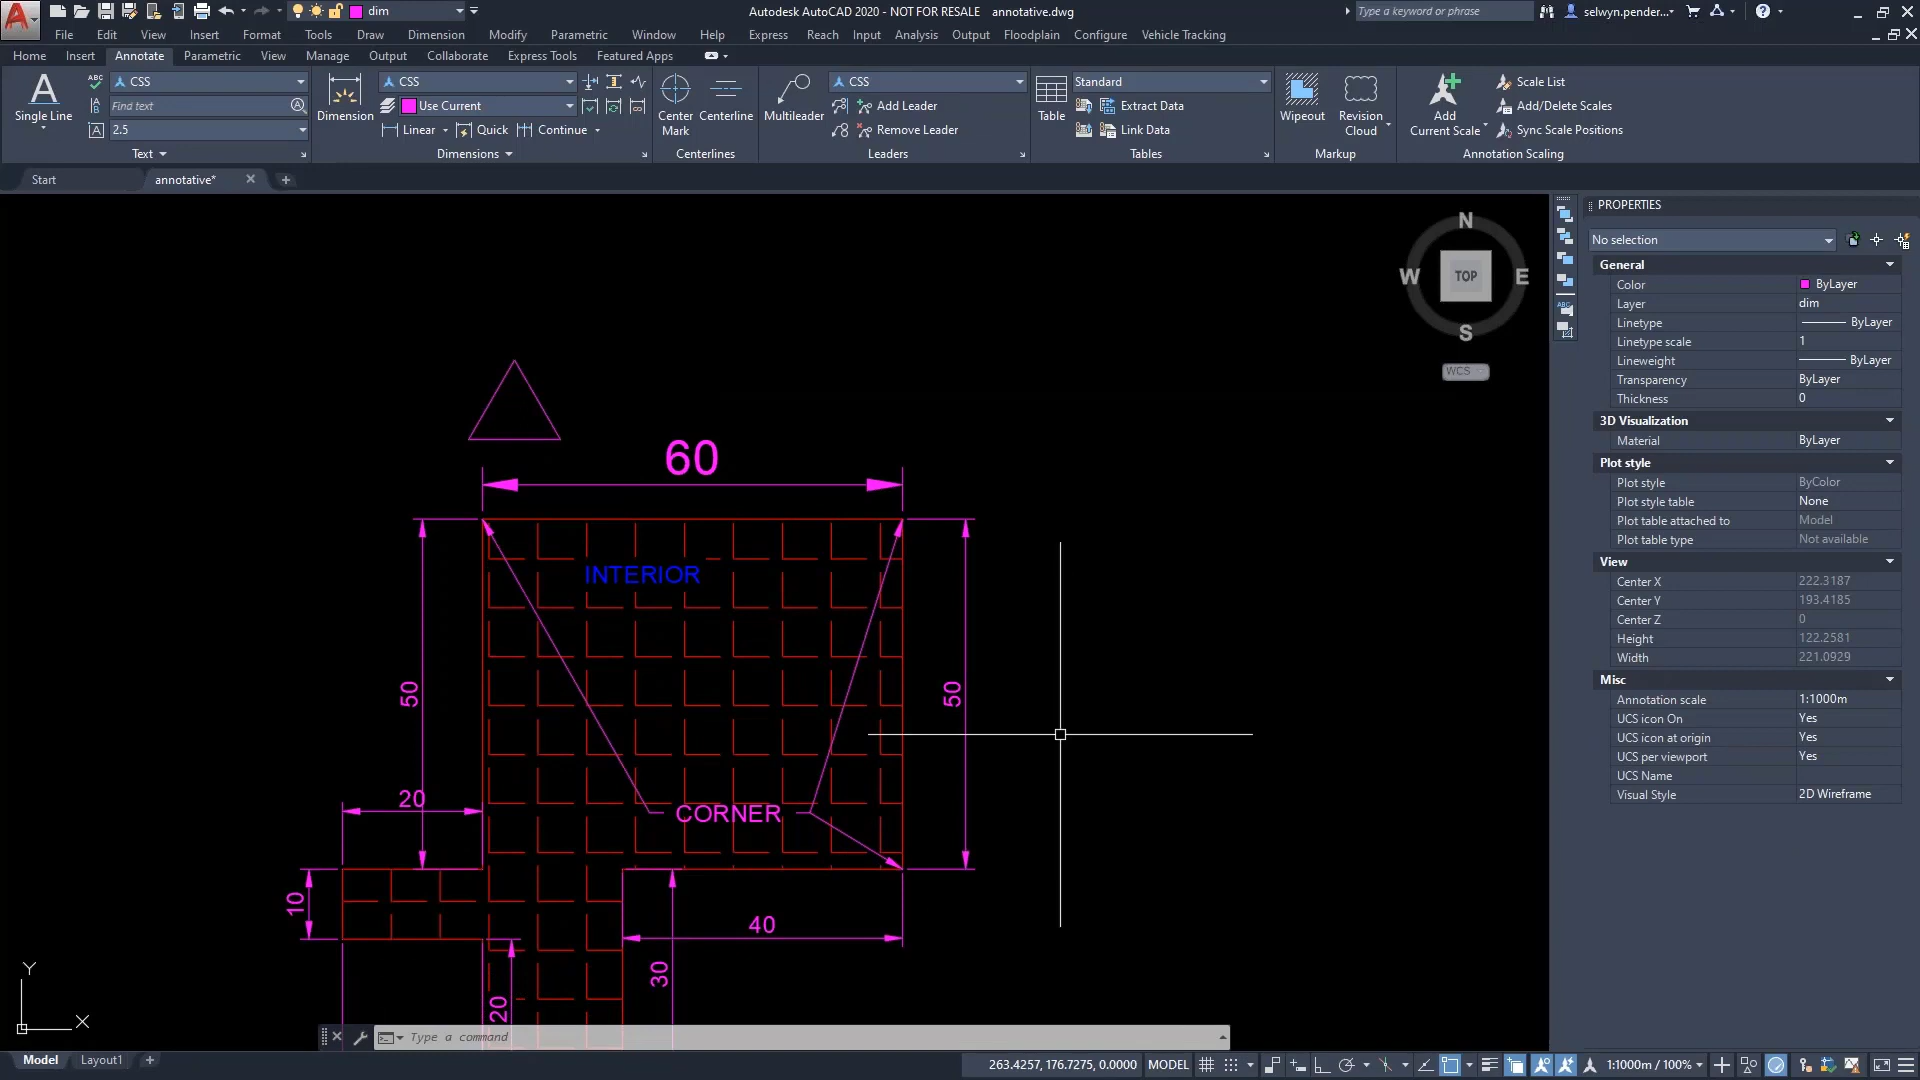 dim
Autodesk AutoCAD 2020 - NOT FOR RESALE annotative.dwg
Type a keyword or phrase
selwyn.pender...
File Edit View Insert Format Tools Draw Dimension Modify Parametric Window Help Express Reach Input Analysis Output Floodplain Configure Vehicle Tracking
Home Insert Annotate Parametric View Manage Output Collaborate Express Tools Featured Apps
A
Single Line
ABC
CSS
Find text
2.5
Text
Dimension
CSS
Use Current
Linear
Quick
Continue
Dimensions
Center Mark
Centerline
Centerlines
Multileader
CSS
Add Leader
Remove Leader
Leaders
Table
Standard
Extract Data
Link Data
Tables
Wipeout
Revision Cloud
Markup
Add Current Scale
Scale List
Add/Delete Scales
Sync Scale Positions
Annotation Scaling
Start
annotative*
N
W
TOP
E
S
WCS
60
INTERIOR
50
50
20
CORNER
10
40
30
20
Y
X
Type a command
PROPERTIES
No selection
General
Color ByLayer
Layer dim
Linetype ByLayer
Linetype scale 1
Lineweight ByLayer
Transparency ByLayer
Thickness 0
3D Visualization
Material ByLayer
Plot style
Plot style ByColor
Plot style table None
Plot table attached to Model
Plot table type Not available
View
Center X 222.3187
Center Y 193.4185
Center Z 0
Height 122.2581
Width 221.0929
Misc
Annotation scale 1:1000m
UCS icon On Yes
UCS icon at origin Yes
UCS per viewport Yes
UCS Name
Visual Style 2D Wireframe
Model Layout1
263.4257, 176.7275, 0.0000 MODEL
1:1000m / 100%